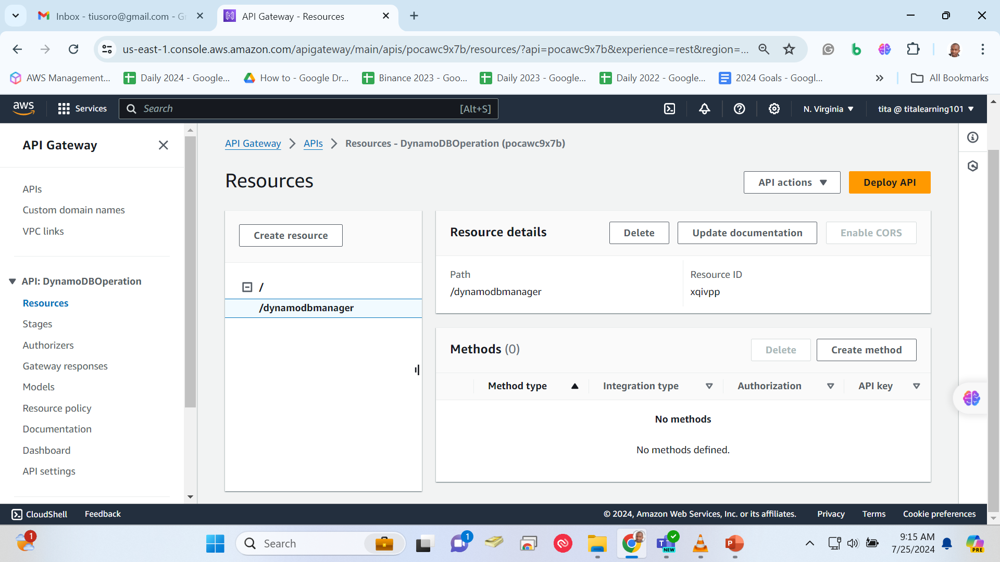 Inbox - tiusoro@gmail.com - G
API Gateway - Resources
us-east-1.console.aws.amazon.com/apigateway/main/apis/pocawc9x7b/resources/?api=pocawc9x7b&experience=rest&region=...
AWS Management... Daily 2024 - Google... How to - Google Dr... Binance 2023 - Goo... Daily 2023 - Google... Daily 2022 - Google... 2024 Goals - Googl... » All Bookmarks
aws Services Search [Alt+S] N. Virginia tita @ titalearning101
API Gateway
APIs
Custom domain names
VPC links
API: DynamoDBOperation
Resources
Stages
Authorizers
Gateway responses
Models
Resource policy
Documentation
Dashboard
API settings
API Gateway > APIs > Resources - DynamoDBOperation (pocawc9x7b)
Resources
API actions
Deploy API
Create resource
/
/dynamodbmanager
Resource details
Delete
Update documentation
Enable CORS
Path
/dynamodbmanager
Resource ID
xqivpp
Methods (0)
Delete
Create method
Method type Integration type Authorization API key
No methods
No methods defined.
CloudShell Feedback © 2024, Amazon Web Services, Inc. or its affiliates. Privacy Terms Cookie preferences
1
Search
1
NEW
P
9:15 AM
7/25/2024
PRE